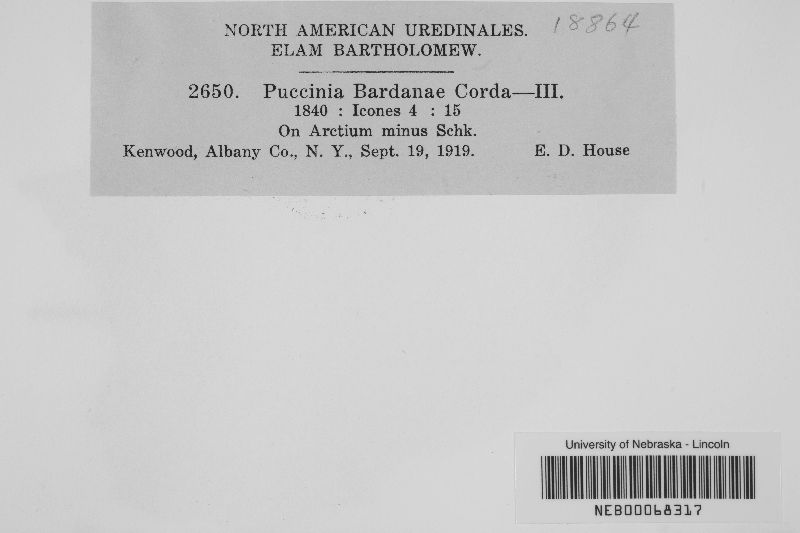 18864
NORTH AMERICAN UREDINALES.
ELAM BARTHOLOMEW.
2650. Puccinia Bardanae Corda—III.
1840 : Icones 4 : 15
On Arctium minus Schk.
Kenwood, Albany Co., N. Y., Sept. 19, 1919. E. D. House
University of Nebraska - Lincoln
NEB00068317